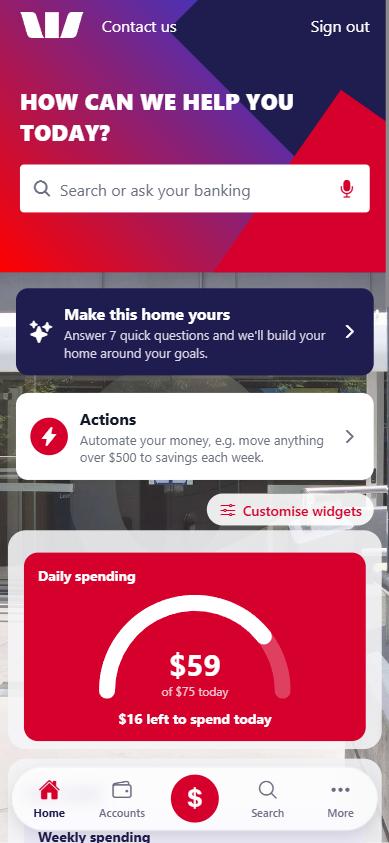 Contact us
Sign out
HOW CAN WE HELP YOU
TODAY?
Search or ask your banking
Make this home yours
Answer 7 quick questions and we'll build your
home around your goals.
Actions
Automate your money, e.g. move anything
over $500 to savings each week.
Customise widgets
Daily spending
$59
of $75 today
$16 left to spend today
$
Home
Accounts
Search
More
Weekly spending